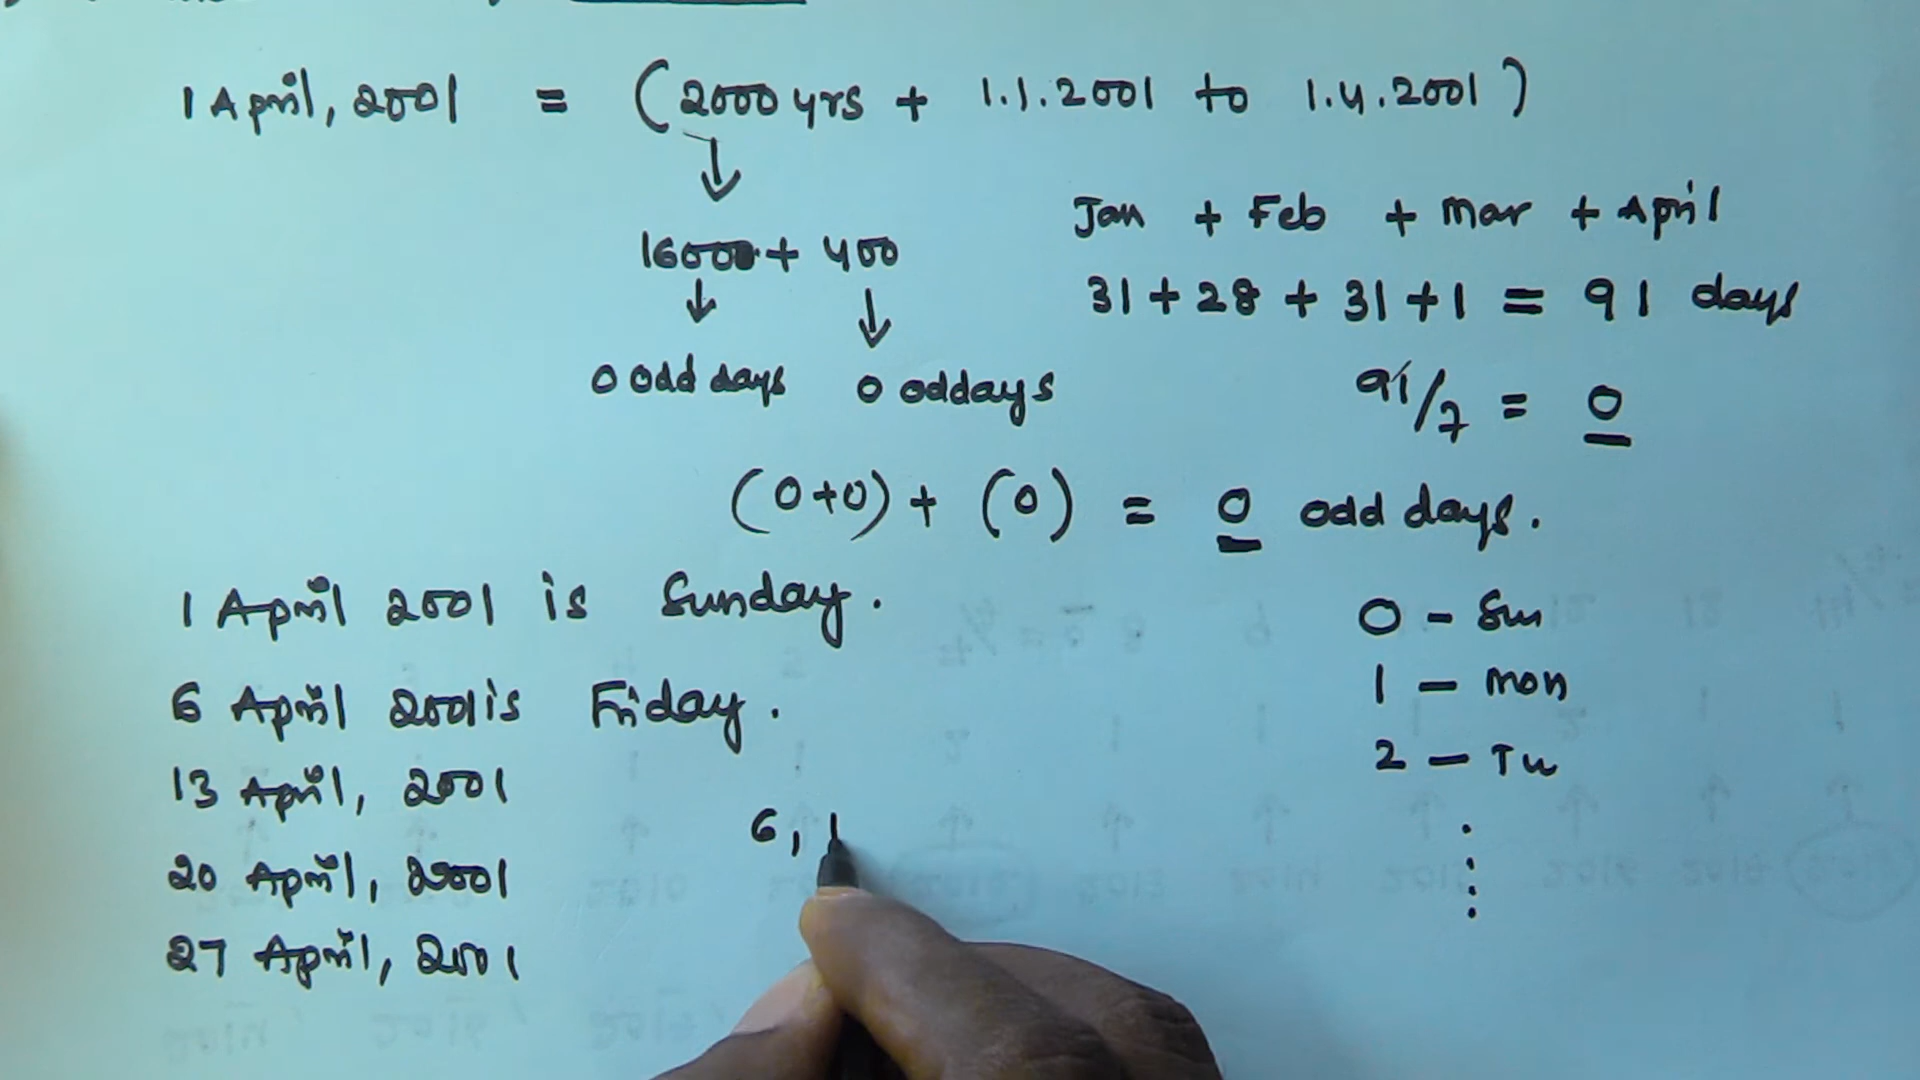 1 April, 2001 = (2000 yrs + 1.1.2001 to 1.4.2001)
Jan + Feb + Mar + April
1600 + 400
31 + 28 + 31 + 1 = 91 days
0 odd days 0 oddays
91/7 = 0
(0+0) + (0) = 0 odd days.
1 April 2001 is Sunday.
0 - Sun
6 April 2001 is Friday.
1 - Mon
2 - Tu
13 April, 2001
6, 1
20 April, 2001
27 April, 2001